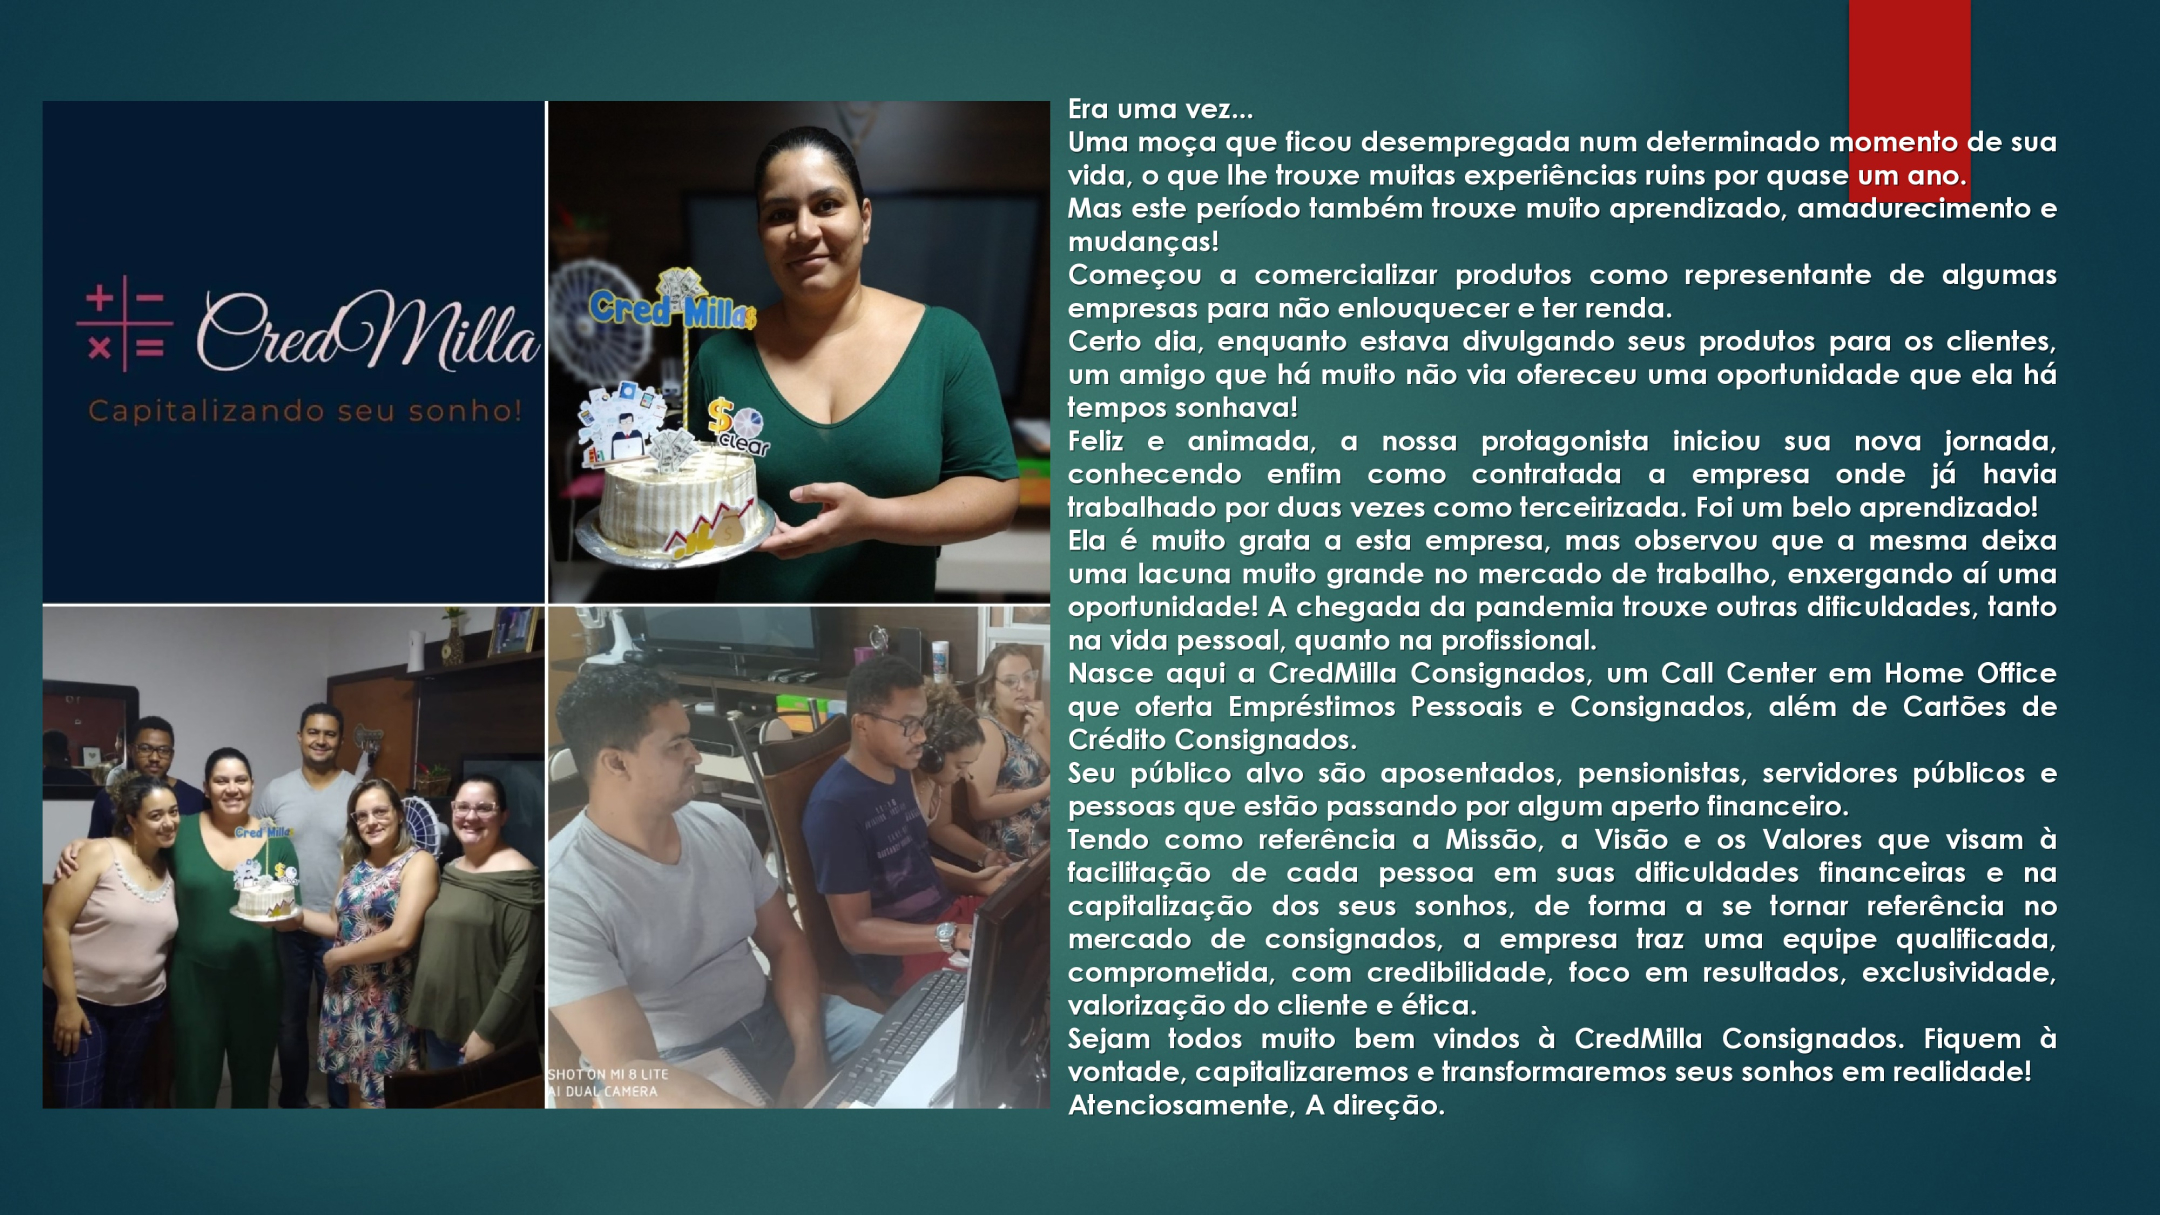 + -
× =
CredMilla
Capitalizando seu sonho!
Cred Milla$
$
clear
$
Cred Milla$
SHOT ON MI 8 LITE
AI DUAL CAMERA
Era uma vez...
Uma moça que ficou desempregada num determinado momento de sua
vida, o que lhe trouxe muitas experiências ruins por quase um ano.
Mas este período também trouxe muito aprendizado, amadurecimento e
mudanças!
Começou a comercializar produtos como representante de algumas
empresas para não enlouquecer e ter renda.
Certo dia, enquanto estava divulgando seus produtos para os clientes,
um amigo que há muito não via ofereceu uma oportunidade que ela há
tempos sonhava!
Feliz e animada, a nossa protagonista iniciou sua nova jornada,
conhecendo enfim como contratada a empresa onde já havia
trabalhado por duas vezes como terceirizada. Foi um belo aprendizado!
Ela é muito grata a esta empresa, mas observou que a mesma deixa
uma lacuna muito grande no mercado de trabalho, enxergando aí uma
oportunidade! A chegada da pandemia trouxe outras dificuldades, tanto
na vida pessoal, quanto na profissional.
Nasce aqui a CredMilla Consignados, um Call Center em Home Office
que oferta Empréstimos Pessoais e Consignados, além de Cartões de
Crédito Consignados.
Seu público alvo são aposentados, pensionistas, servidores públicos e
pessoas que estão passando por algum aperto financeiro.
Tendo como referência a Missão, a Visão e os Valores que visam à
facilitação de cada pessoa em suas dificuldades financeiras e na
capitalização dos seus sonhos, de forma a se tornar referência no
mercado de consignados, a empresa traz uma equipe qualificada,
comprometida, com credibilidade, foco em resultados, exclusividade,
valorização do cliente e ética.
Sejam todos muito bem vindos à CredMilla Consignados. Fiquem à
vontade, capitalizaremos e transformaremos seus sonhos em realidade!
Atenciosamente, A direção.